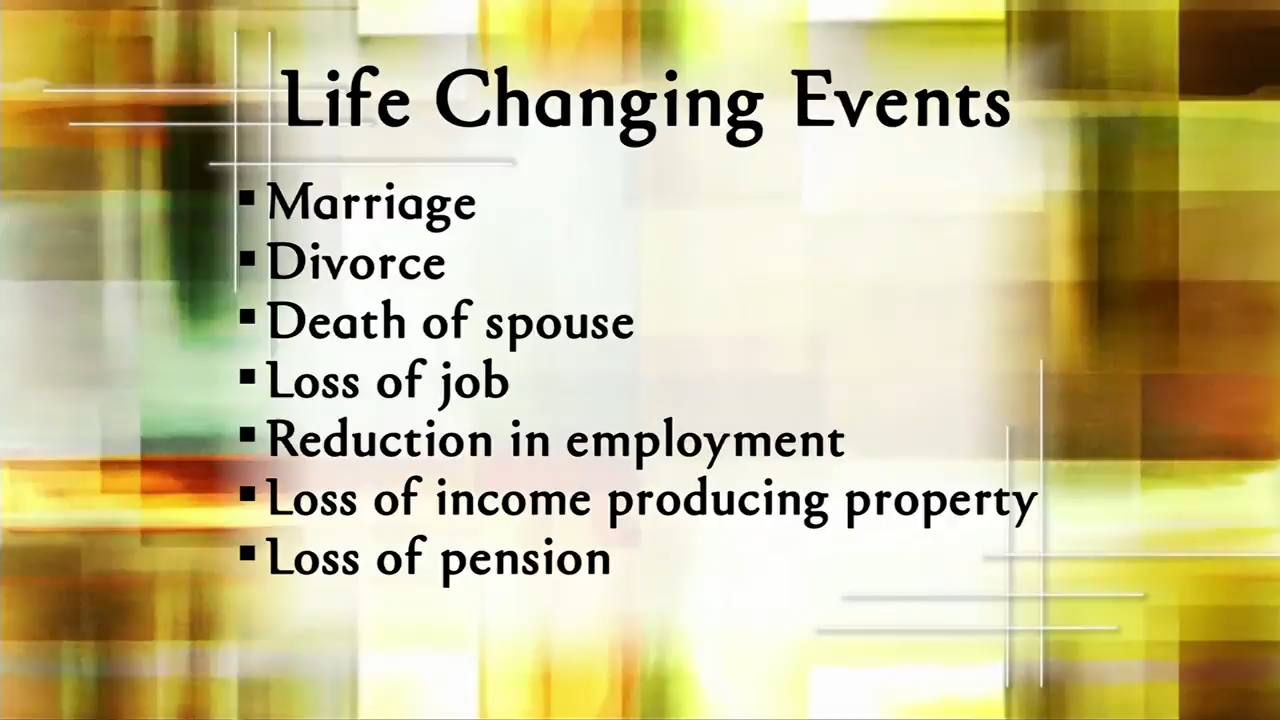 Life Changing Events
▪ Marriage
▪ Divorce
▪ Death of spouse
▪ Loss of job
▪ Reduction in employment
▪ Loss of income producing property
▪ Loss of pension